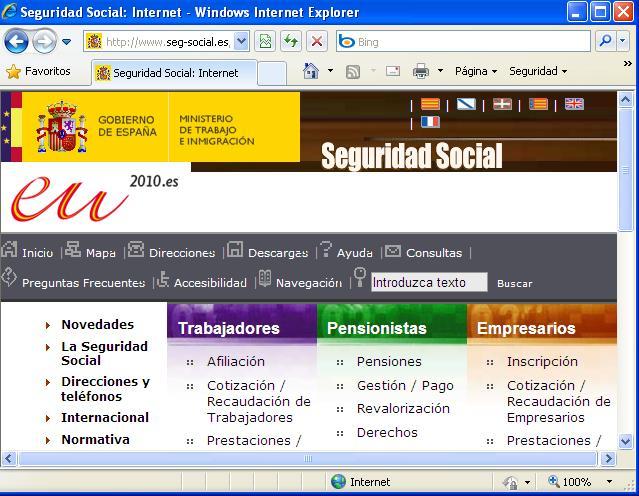 Seguridad Social: Internet - Windows Internet Explorer
http://www.seg-social.es
Bing
Favoritos
Seguridad Social: Internet
Página
Seguridad
GOBIERNO
DE ESPAÑA
MINISTERIO
DE TRABAJO
E INMIGRACIÓN
| | | | |
|
Seguridad Social
eu 2010.es
Inicio | Mapa | Direcciones | Descargas | Ayuda | Consultas |
Preguntas Frecuentes | Accesibilidad | Navegación | Introduzca texto Buscar
Novedades
La Seguridad
Social
Direcciones y
teléfonos
Internacional
Normativa
Trabajadores
Afiliación
Cotización /
Recaudación de
Trabajadores
Prestaciones /
Pensionistas
Pensiones
Gestión / Pago
Revalorización
Derechos
Empresarios
Inscripción
Cotización /
Recaudación de
Empresarios
Prestaciones /
Internet
100%